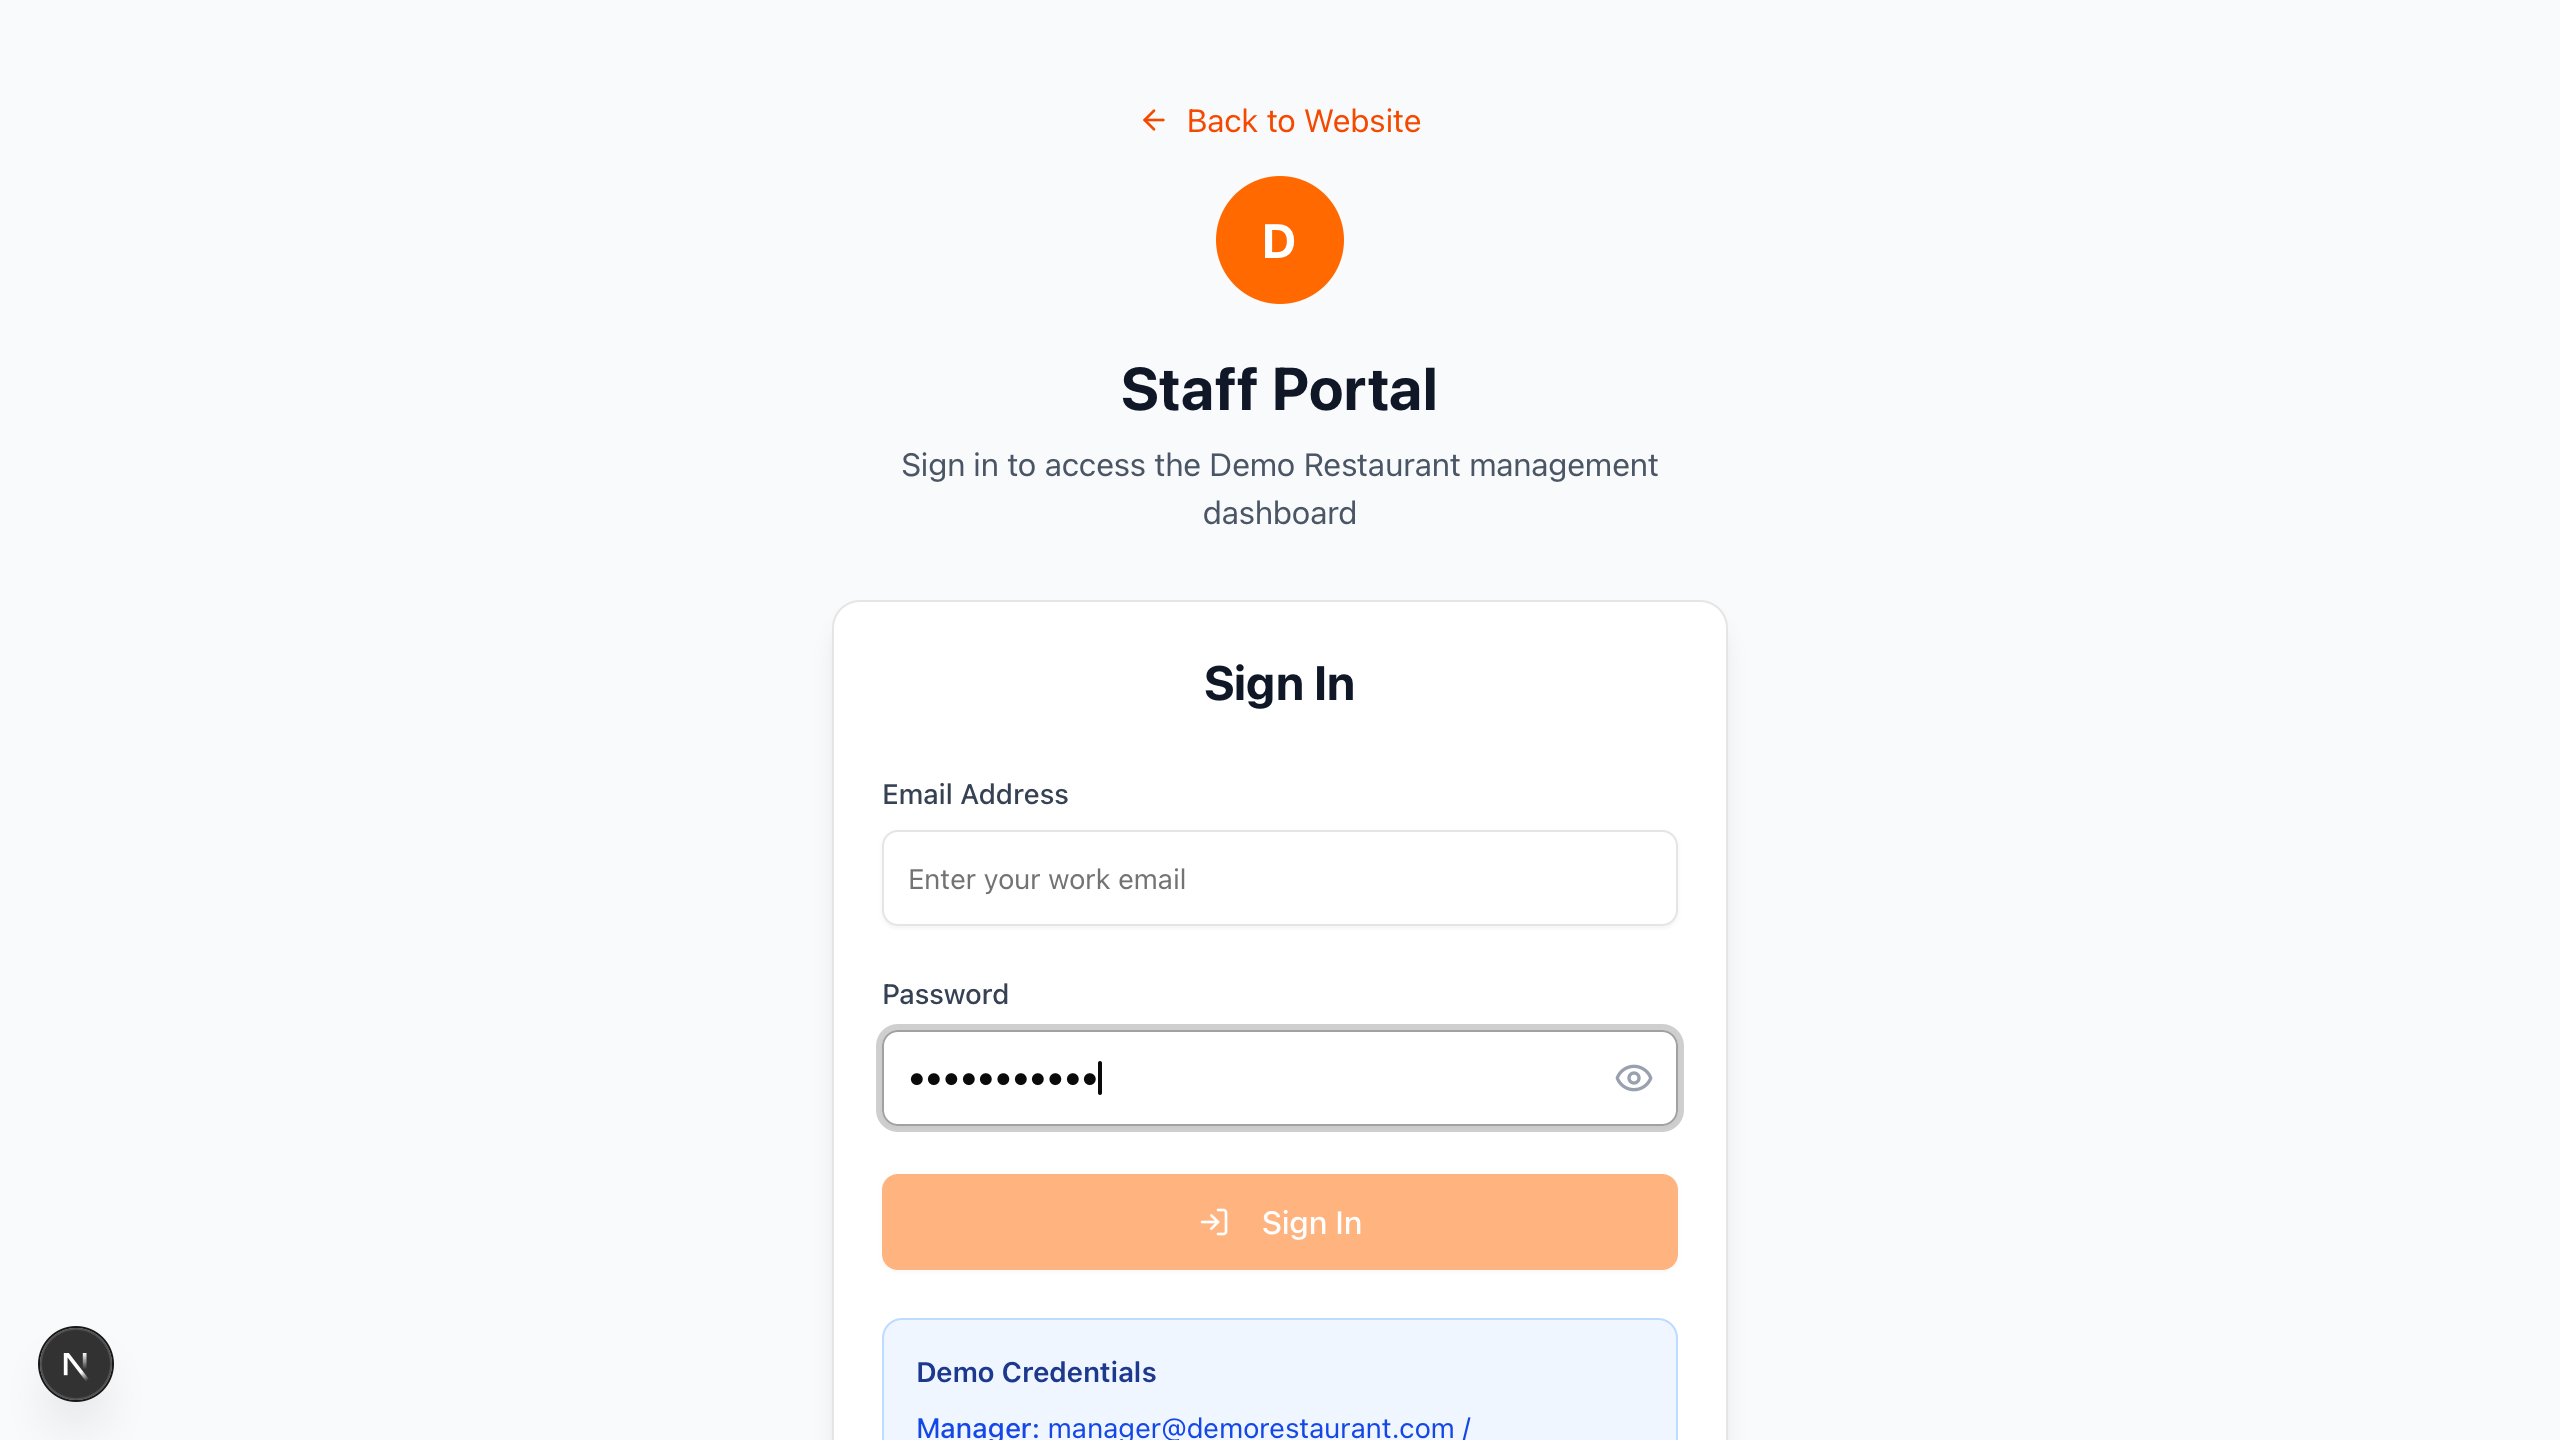 Back to Website
D
Staff Portal
Sign in to access the Demo Restaurant management
dashboard
Sign In
Email Address
Enter your work email
Password
•••••••••••
Sign In
Demo Credentials
Manager: manager@demorestaurant.com /
N